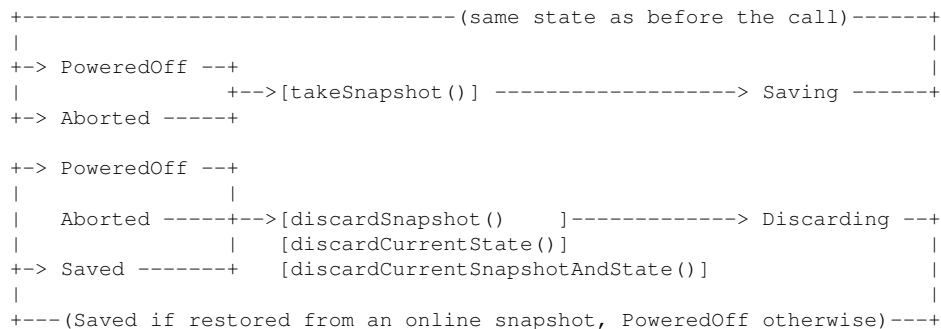 +-----------------------------------(same state as before the call)------+
|                                                                        |
+-> PoweredOff --+                                                       |
|                +-->[takeSnapshot()] -------------------> Saving ------+
+-> Aborted -----+

+-> PoweredOff --+
|                |
|   Aborted -----+-->[discardSnapshot()    ]-------------> Discarding --+
|                |   [discardCurrentState()]                             |
+-> Saved -------+   [discardCurrentSnapshotAndState()]                  |
|                                                                        |
+---(Saved if restored from an online snapshot, PoweredOff otherwise)---+